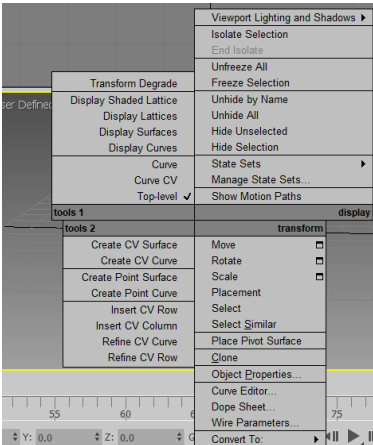 Viewport Lighting and Shadows
Isolate Selection
End Isolate
Unfreeze All
Freeze Selection
Unhide by Name
Unhide All
Hide Unselected
Hide Selection
State Sets
Manage State Sets...
Show Motion Paths
display
Transform Degrade
Display Shaded Lattice
Display Lattices
Display Surfaces
Display Curves
Curve
Curve CV
Top-level
tools 1
ser Define
tools 2
Create CV Surface
Create CV Curve
Create Point Surface
Create Point Curve
Insert CV Row
Insert CV Column
Refine CV Curve
Refine CV Row
transform
Move
Rotate
Scale
Placement
Select
Select Similar
Place Pivot Surface
Clone
Object Properties...
Curve Editor...
Dope Sheet...
Wire Parameters...
Convert To:
55 60 75
Y: 0.0 Z: 0.0 G